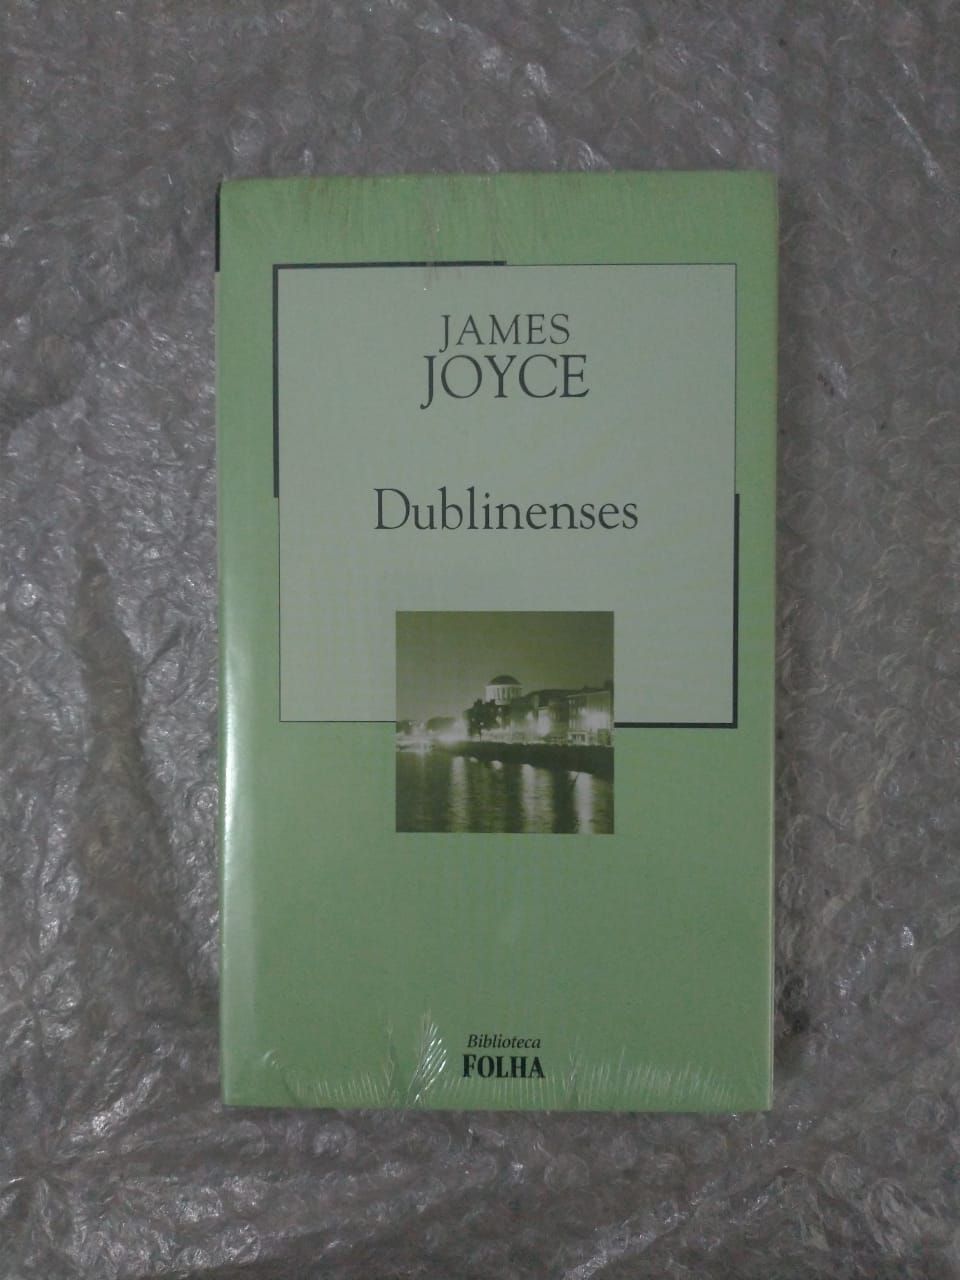 JAMES
JOYCE
Dublinenses
Biblioteca
FOLHA